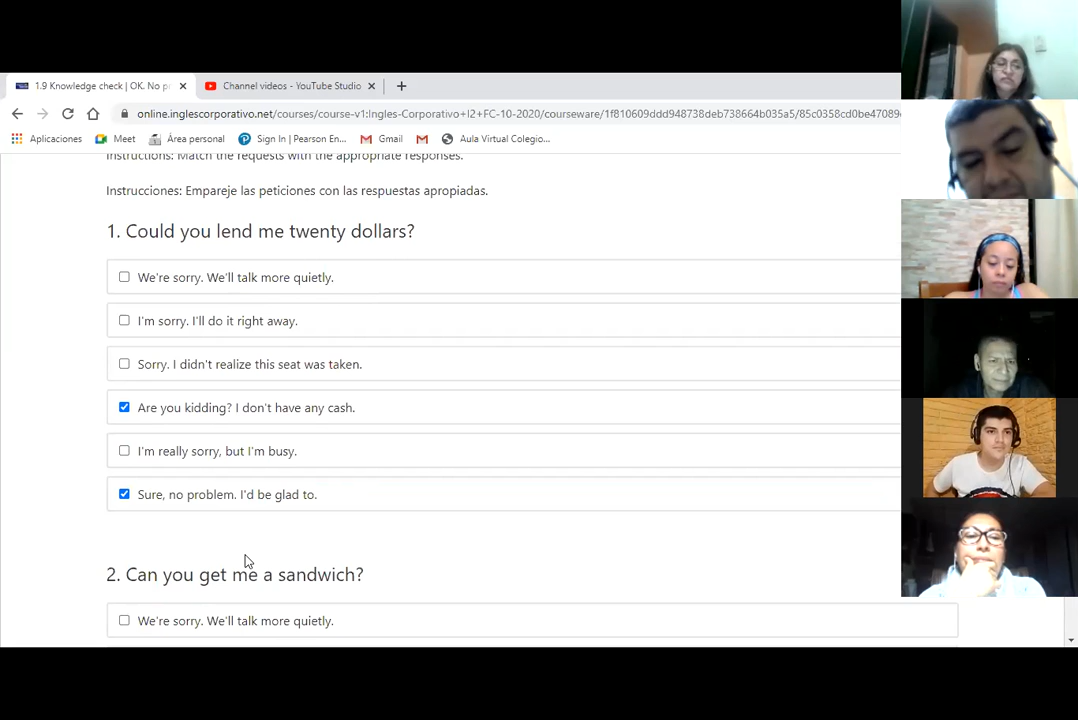 1.9 Knowledge check | OK. No pr
Channel videos - YouTube Studio
online.inglescorporativo.net/courses/course-v1:Ingles-Corporativo+I2+FC-10-2020/courseware/1f810609ddd948738deb738664b035a5/85c0358cd0be47089
Aplicaciones
Meet
Área personal
Sign In | Pearson En...
Gmail
Aula Virtual Colegio...
Instructions: Match the requests with the appropriate responses.
Instrucciones: Empareje las peticiones con las respuestas apropiadas.
1. Could you lend me twenty dollars?
We're sorry. We'll talk more quietly.
I'm sorry. I'll do it right away.
Sorry. I didn't realize this seat was taken.
Are you kidding? I don't have any cash.
I'm really sorry, but I'm busy.
Sure, no problem. I'd be glad to.
2. Can you get me a sandwich?
We're sorry. We'll talk more quietly.